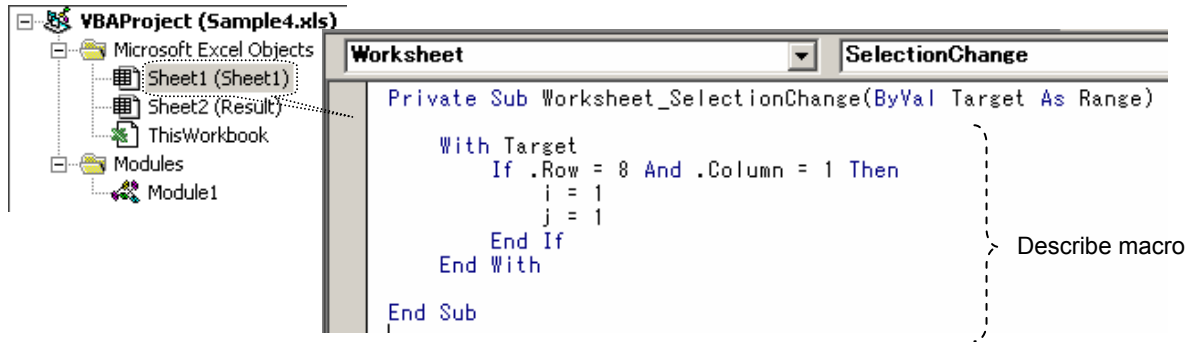 VBAProject (Sample4.xls)
Microsoft Excel Objects
Sheet1 (Sheet1)
Sheet2 (Result)
ThisWorkbook
Modules
Module1
Worksheet
SelectionChange
Private Sub Worksheet_SelectionChange(ByVal Target As Range)
With Target
If .Row = 8 And .Column = 1 Then
i = 1
j = 1
End If
End With
End Sub
Describe macro